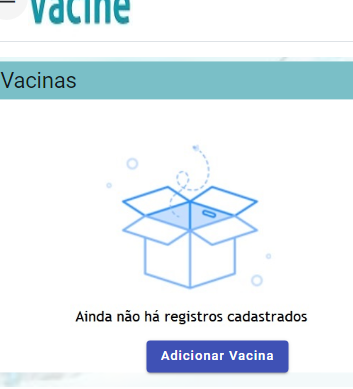 Vacine
Vacinas
Ainda não há registros cadastrados
Adicionar Vacina